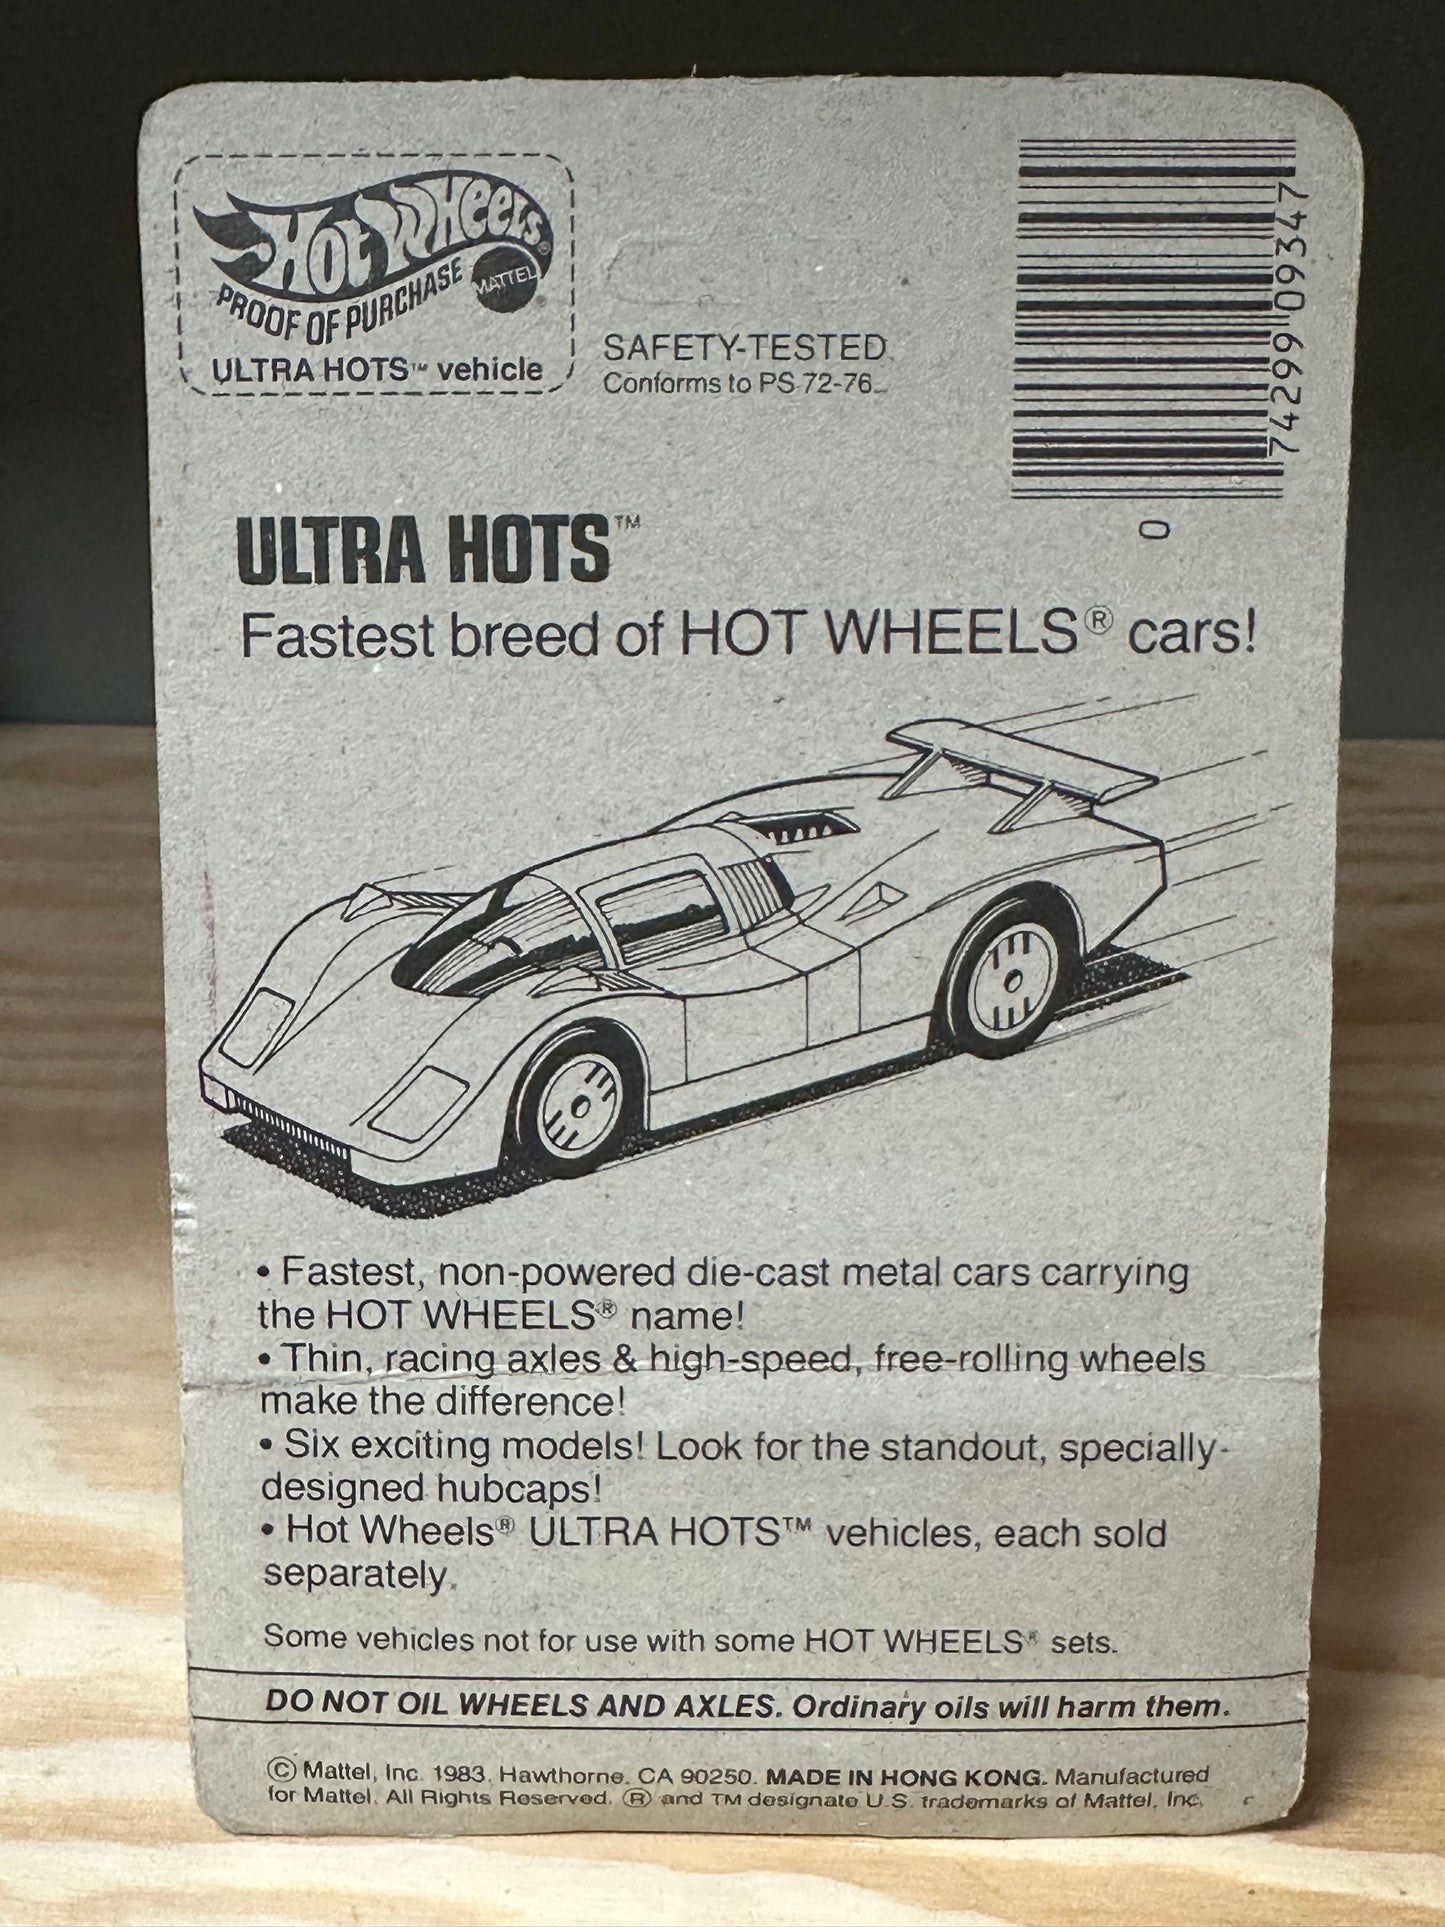 Hot Wheels®
MATTEL®
PROOF OF PURCHASE
ULTRA HOTS™ vehicle
SAFETY-TESTED.
Conforms to PS 72-76.
74299 09347
0
ULTRA HOTS™
Fastest breed of HOT WHEELS® cars!
• Fastest, non-powered die-cast metal cars carrying
the HOT WHEELS® name!
• Thin, racing axles & high-speed, free-rolling wheels
make the difference!
• Six exciting models! Look for the standout, specially-
designed hubcaps!
• Hot Wheels® ULTRA HOTS™ vehicles, each sold
separately.
Some vehicles not for use with some HOT WHEELS® sets.
DO NOT OIL WHEELS AND AXLES. Ordinary oils will harm them.
© Mattel, Inc. 1983, Hawthorne, CA 90250. MADE IN HONG KONG. Manufactured
for Mattel. All Rights Reserved. ® and TM designate U.S. trademarks of Mattel, Inc.